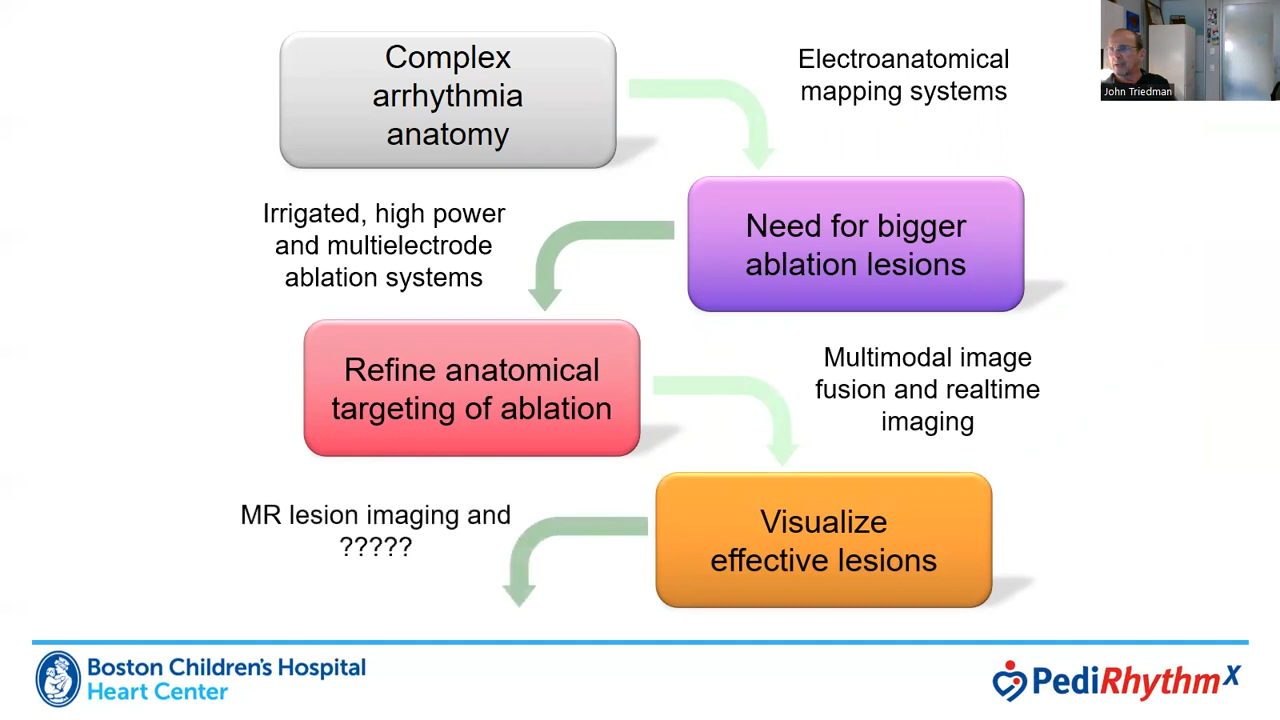 Complex
arrhythmia
anatomy
Electroanatomical
mapping systems
John Triedman
Irrigated, high power
and multielectrode
ablation systems
Need for bigger
ablation lesions
Refine anatomical
targeting of ablation
Multimodal image
fusion and realtime
imaging
MR lesion imaging and
?????
Visualize
effective lesions
Boston Children's Hospital
Heart Center
PediRhythmX